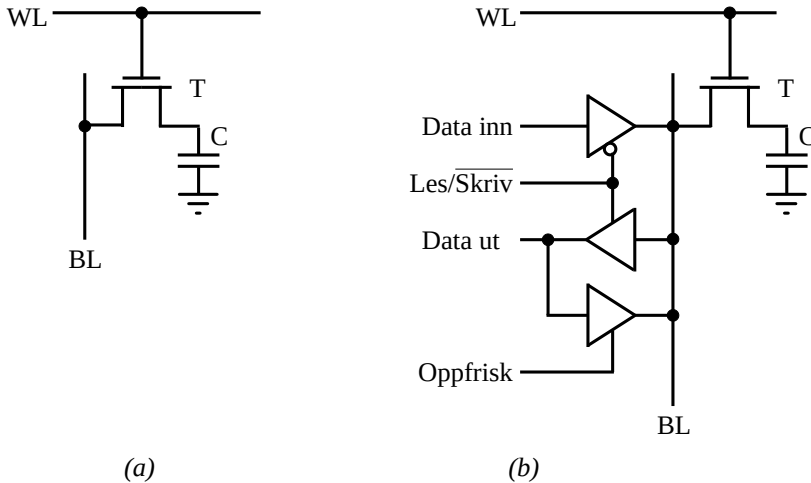 WL
T
C
BL
(a)
WL
T
C
Data inn
Les/Skriv
Data ut
Oppfrisk
BL
(b)